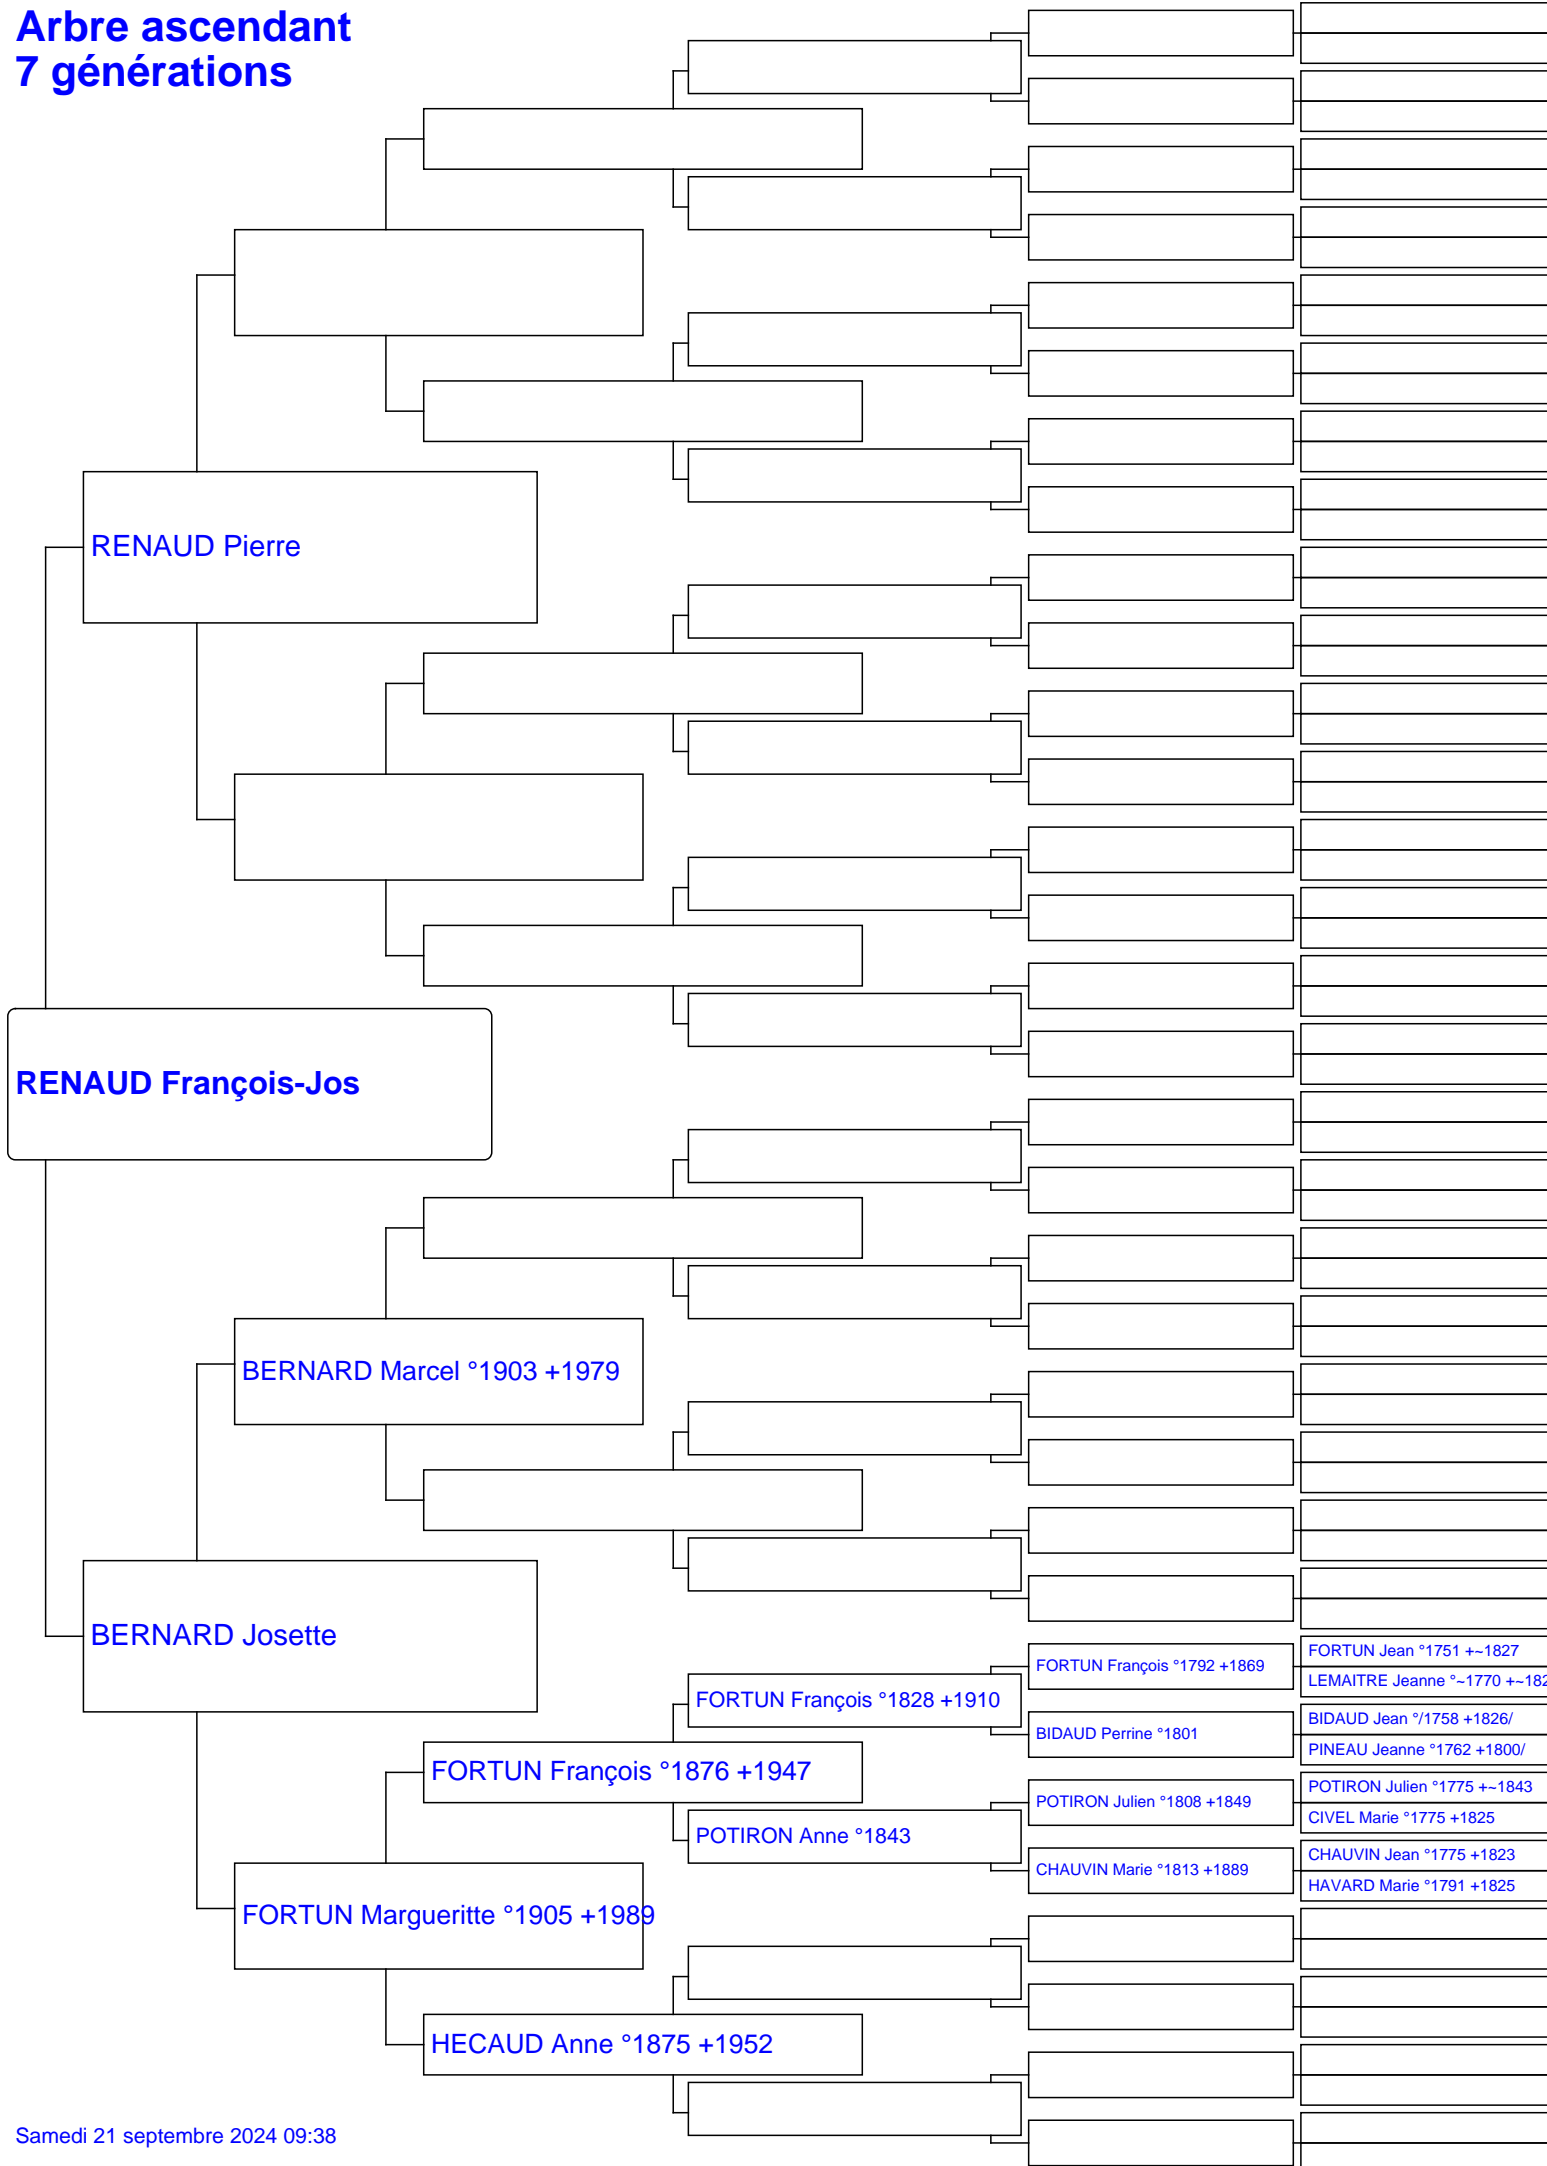 Arbre ascendant
7 générations
RENAUD Pierre
RENAUD François-Jos
BERNARD Marcel °1903 +1979
BERNARD Josette
FORTUN François °1792 +1869
FORTUN Jean °1751 +~1827
LEMAITRE Jeanne °~1770 +~182
FORTUN François °1828 +1910
BIDAUD Perrine °1801
BIDAUD Jean °/1758 +1826/
PINEAU Jeanne °1762 +1800/
FORTUN François °1876 +1947
POTIRON Julien °1808 +1849
POTIRON Julien °1775 +~1843
CIVEL Marie °1775 +1825
POTIRON Anne °1843
CHAUVIN Marie °1813 +1889
CHAUVIN Jean °1775 +1823
HAVARD Marie °1791 +1825
FORTUN Margueritte °1905 +1989
HECAUD Anne °1875 +1952
Samedi 21 septembre 2024 09:38